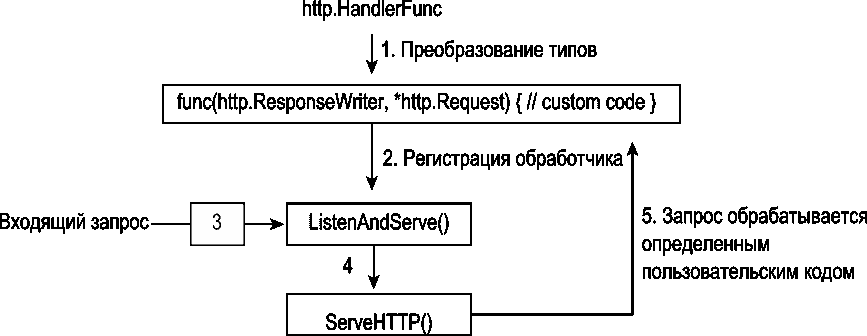 http.HandlerFunc
1. Преобразование типов
func(http.ResponseWriter, *http.Request) { // custom code }
2. Регистрация обработчика
Входящий запрос
3
ListenAndServe()
5. Запрос обрабатывается
определенным
пользовательским кодом
4
ServeHTTP()